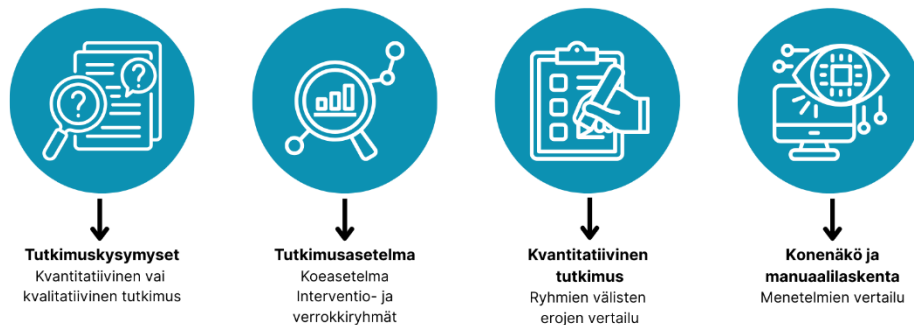 Tutkimuskysymyset
Kvantitatiivinen vai
kvalitatiivinen tutkimus
Tutkimusasetelma
Koeasetelma
Interventio- ja
verrokkiryhmät
Kvantitatiivinen
tutkimus
Ryhmien välisten
erojen vertailu
Konenäkö ja
manuaalilaskenta
Menetelmien vertailu